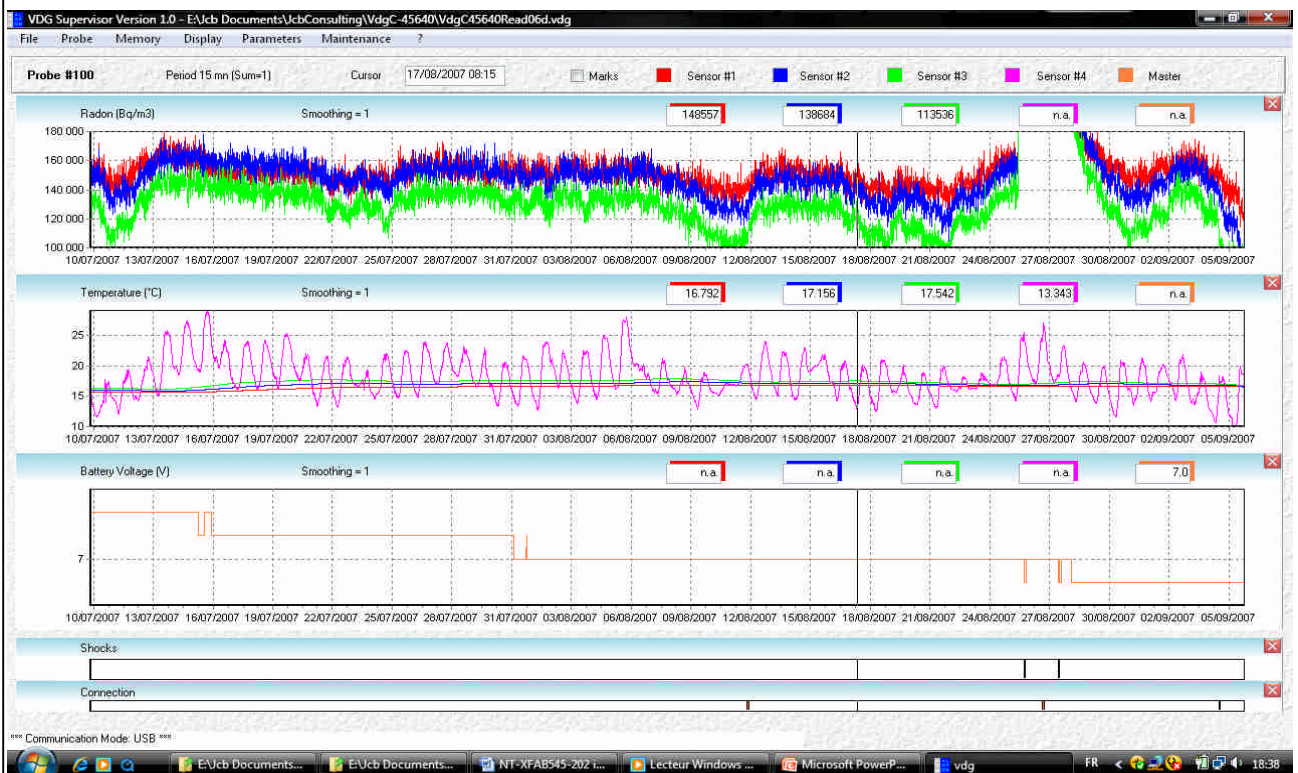 VDG Supervisor Version 1.0 - E:\Jcb Documents\JcbConsulting\VdgC-45640\VdgC45640Read06d.vdg
File Probe Memory Display Parameters Maintenance ?
Probe #100 Period 15 mn (Sum=1) Cursor 17/08/2007 08:15 Marks Sensor #1 Sensor #2 Sensor #3 Sensor #4 Master
Radon (Bq/m3) Smoothing = 1 148557 138684 113536 n.a. n.a.
180 000
160 000
140 000
120 000
100 000
10/07/2007 13/07/2007 16/07/2007 19/07/2007 22/07/2007 25/07/2007 28/07/2007 31/07/2007 03/08/2007 06/08/2007 09/08/2007 12/08/2007 15/08/2007 18/08/2007 21/08/2007 24/08/2007 27/08/2007 30/08/2007 02/09/2007 05/09/2007
Temperature (°C) Smoothing = 1 16.792 17.156 17.542 13.343 n.a.
25
20
15
10
10/07/2007 13/07/2007 16/07/2007 19/07/2007 22/07/2007 25/07/2007 28/07/2007 31/07/2007 03/08/2007 06/08/2007 09/08/2007 12/08/2007 15/08/2007 18/08/2007 21/08/2007 24/08/2007 27/08/2007 30/08/2007 02/09/2007 05/09/2007
Battery Voltage (V) Smoothing = 1 n.a. n.a. n.a. n.a. 7.0
7
10/07/2007 13/07/2007 16/07/2007 19/07/2007 22/07/2007 25/07/2007 28/07/2007 31/07/2007 03/08/2007 06/08/2007 09/08/2007 12/08/2007 15/08/2007 18/08/2007 21/08/2007 24/08/2007 27/08/2007 30/08/2007 02/09/2007 05/09/2007
Shocks
Connection
*** Communication Mode: USB ***
E:\Jcb Documents... E:\Jcb Documents... NT-XFAB545-202 i... Lecteur Windows ... Microsoft PowerP... vdg FR < 18:38